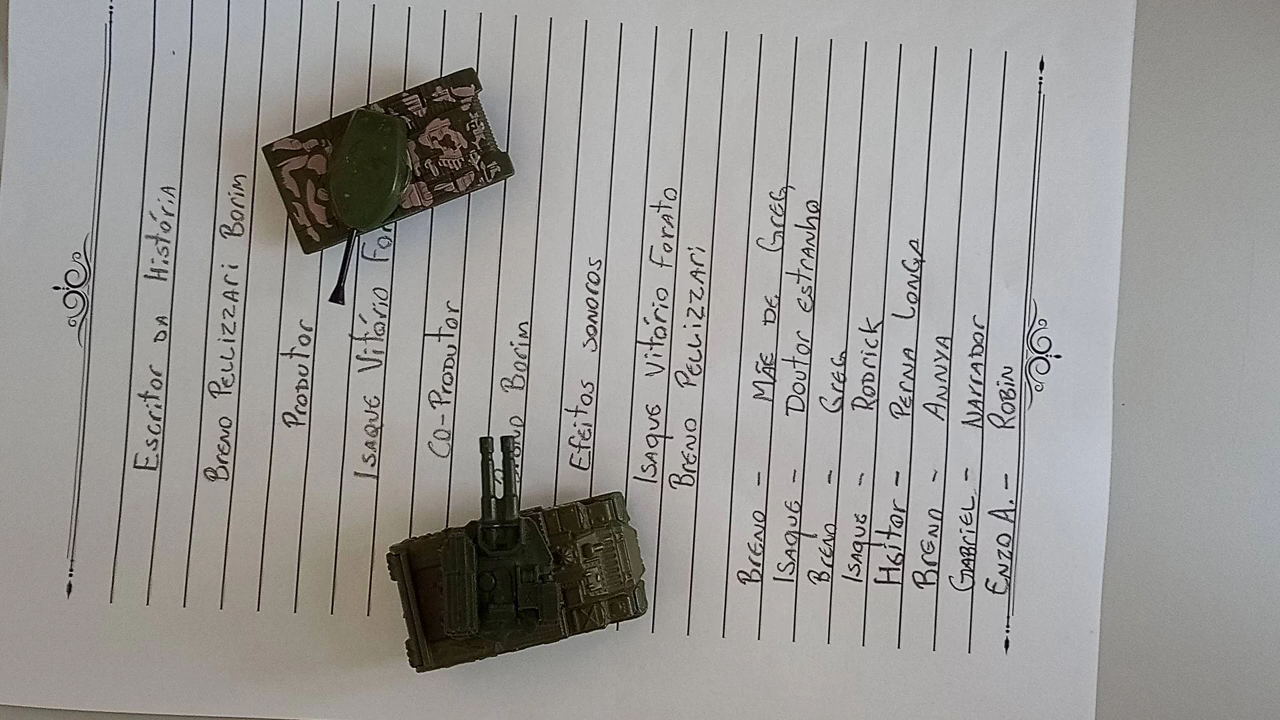 Escritor da História
Breno Pellizzari Borim
Produtor
Isaque Vitório
Co-Produtor
Borim
Efeitos sonoros
Isaque Vitório Forato
Breno Pellizzari
Breno - Mãe de Greg,
Isaque - Doutor estranho
Breno - Greg
Isaque - Rodrick
Heitor - Perna Longa
Breno - Annya
Gabriel - Narrador
Enzo A. - Robin